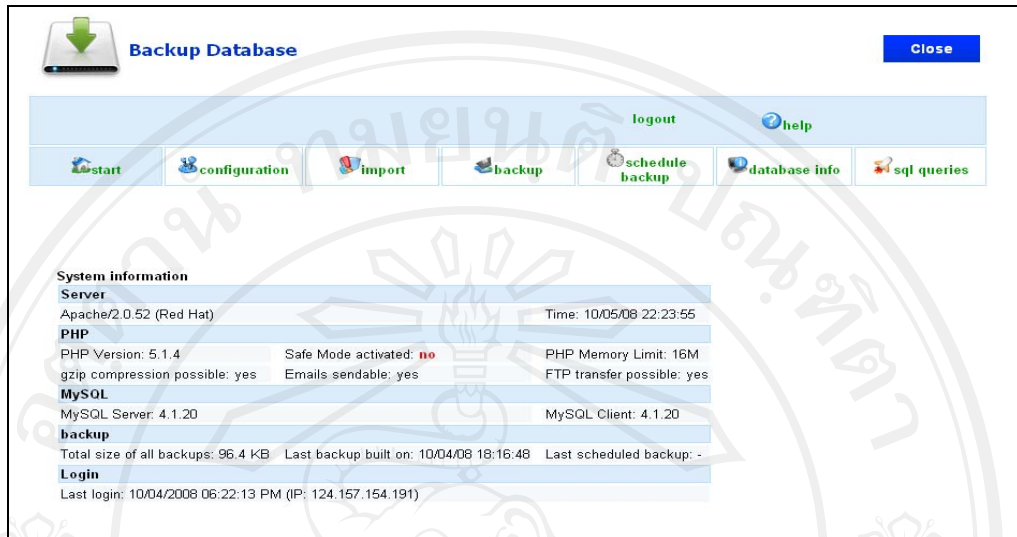 Backup Database
Close
logout
help
start
configuration
import
backup
schedule
backup
database info
sql queries
System information
Server
Apache/2.0.52 (Red Hat) Time: 10/05/08 22:23:55
PHP
PHP Version: 5.1.4 Safe Mode activated: no PHP Memory Limit: 16M
gzip compression possible: yes Emails sendable: yes FTP transfer possible: yes
MySQL
MySQL Server: 4.1.20 MySQL Client: 4.1.20
backup
Total size of all backups: 96.4 KB Last backup built on: 10/04/08 18:16:48 Last scheduled backup: -
Login
Last login: 10/04/2008 06:22:13 PM (IP: 124.157.154.191)